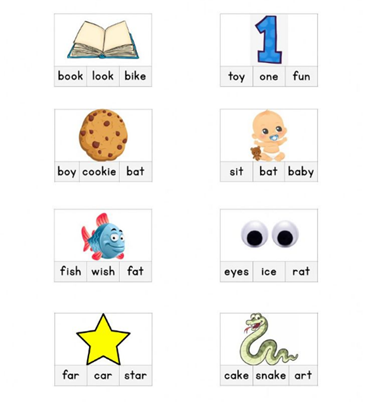 1
book look bike
toy one fun
boy cookie bat
sit bat baby
fish wish fat
eyes ice rat
far car star
cake snake art